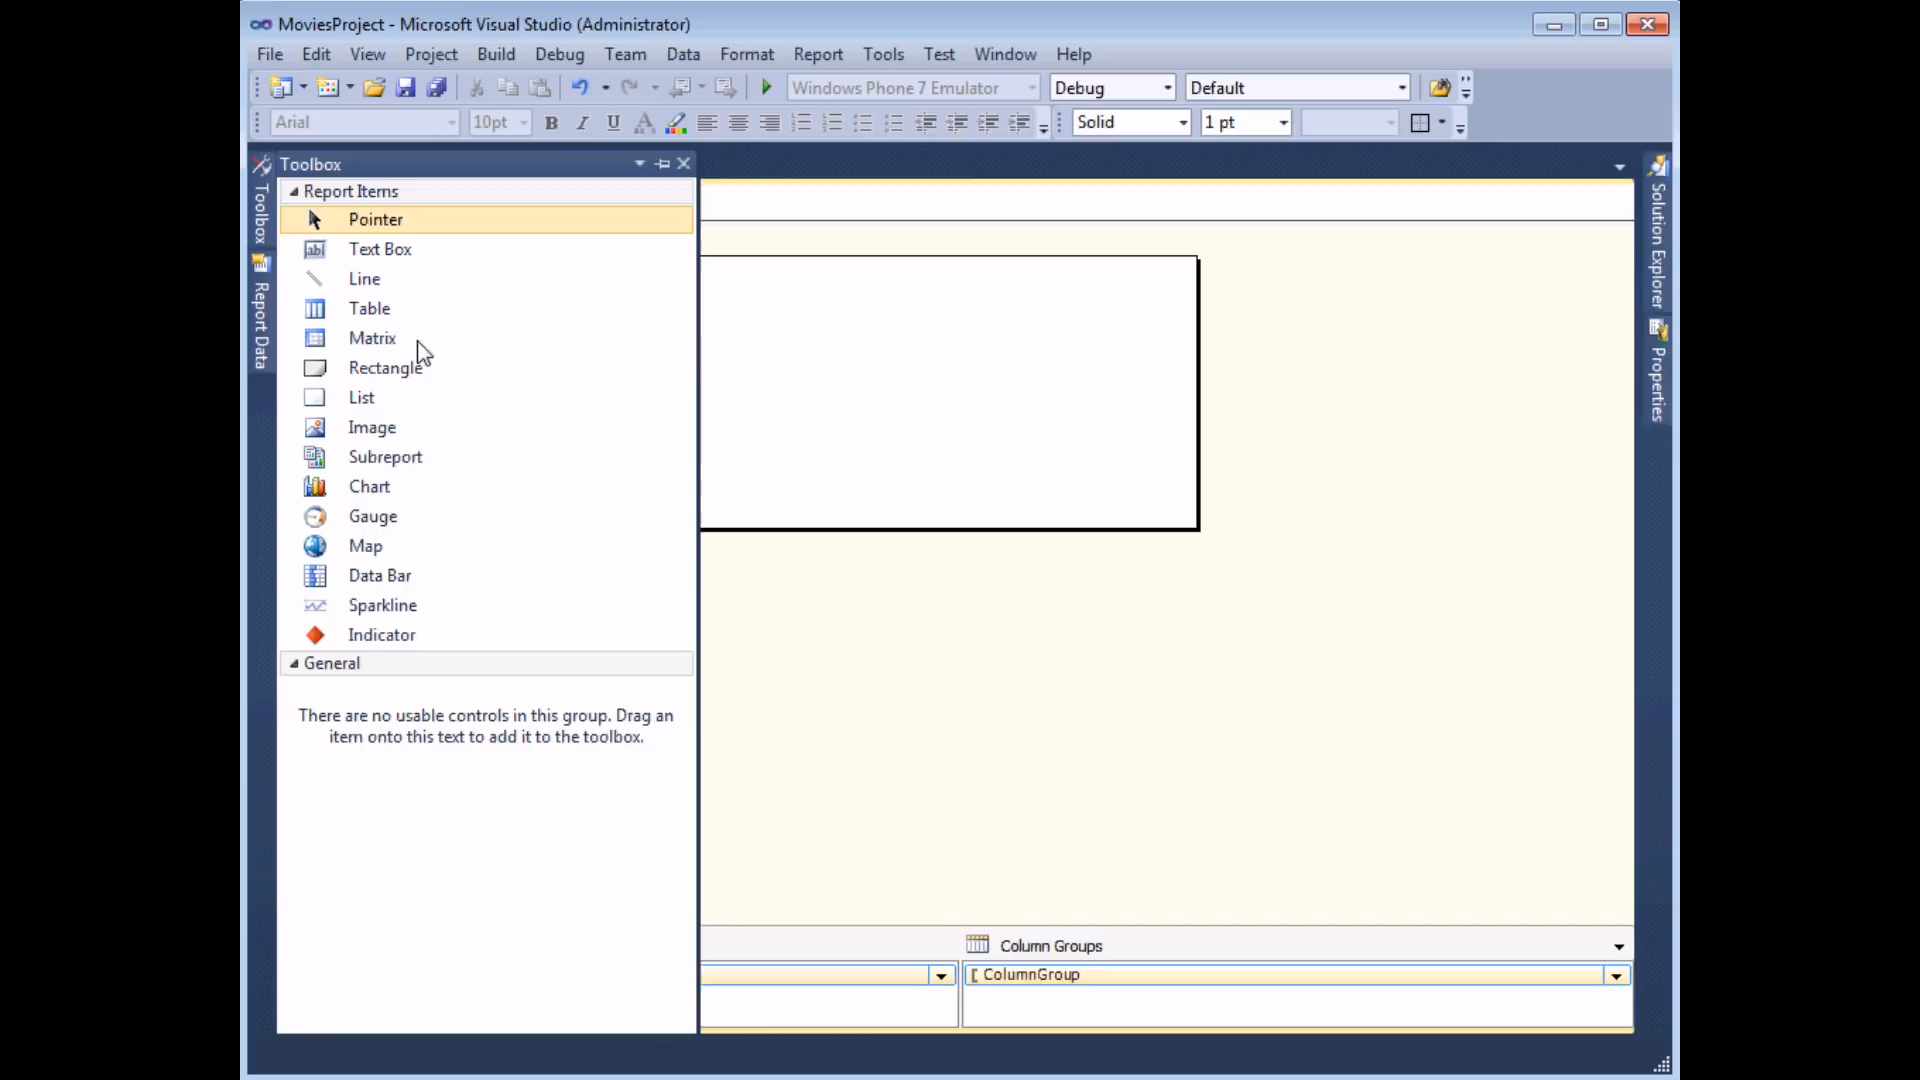 MoviesProject - Microsoft Visual Studio (Administrator)
File Edit View Project Build Debug Team Data Format Report Tools Test Window Help
Windows Phone 7 Emulator Debug Default
Arial 10pt B I U A Solid 1 pt
Toolbox
Toolbox
Report Data
Report Items
Pointer
ab| Text Box
Line
Table
Matrix
Rectangle
List
Image
Subreport
Chart
Gauge
Map
Data Bar
Sparkline
Indicator
General
There are no usable controls in this group. Drag an
item onto this text to add it to the toolbox.
Column Groups
[ ColumnGroup
Solution Explorer
Properties